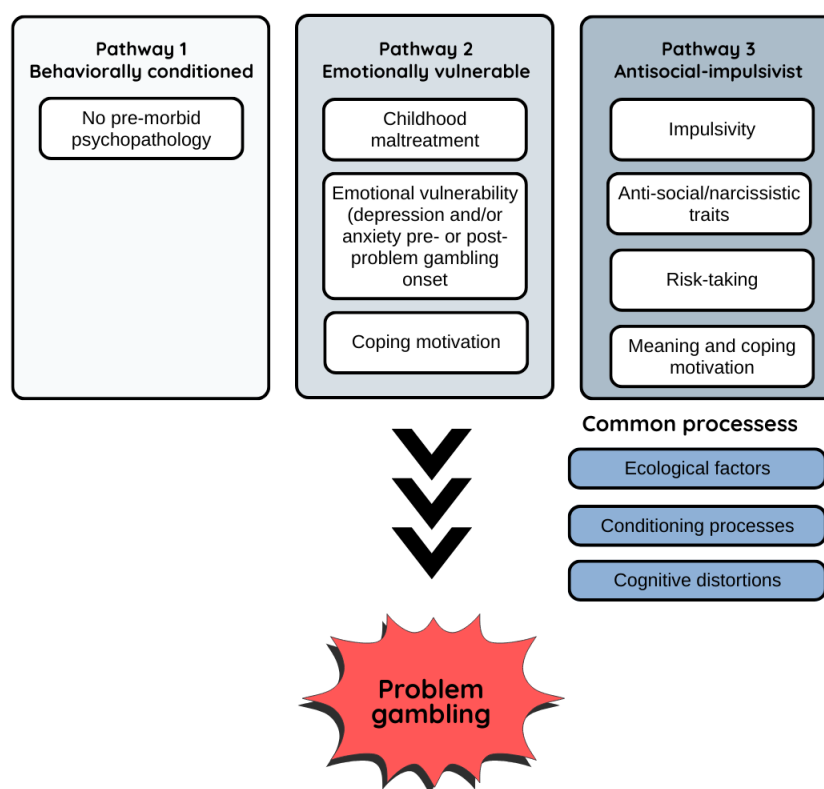 Pathway 1
Behaviorally conditioned
No pre-morbid
psychopathology
Pathway 2
Emotionally vulnerable
Childhood
maltreatment
Emotional vulnerability
(depression and/or
anxiety pre- or post-
problem gambling
onset
Coping motivation
Pathway 3
Antisocial-impulsivist
Impulsivity
Anti-social/narcissistic
traits
Risk-taking
Meaning and coping
motivation
Common processess
Ecological factors
Conditioning processes
Cognitive distortions
Problem
gambling